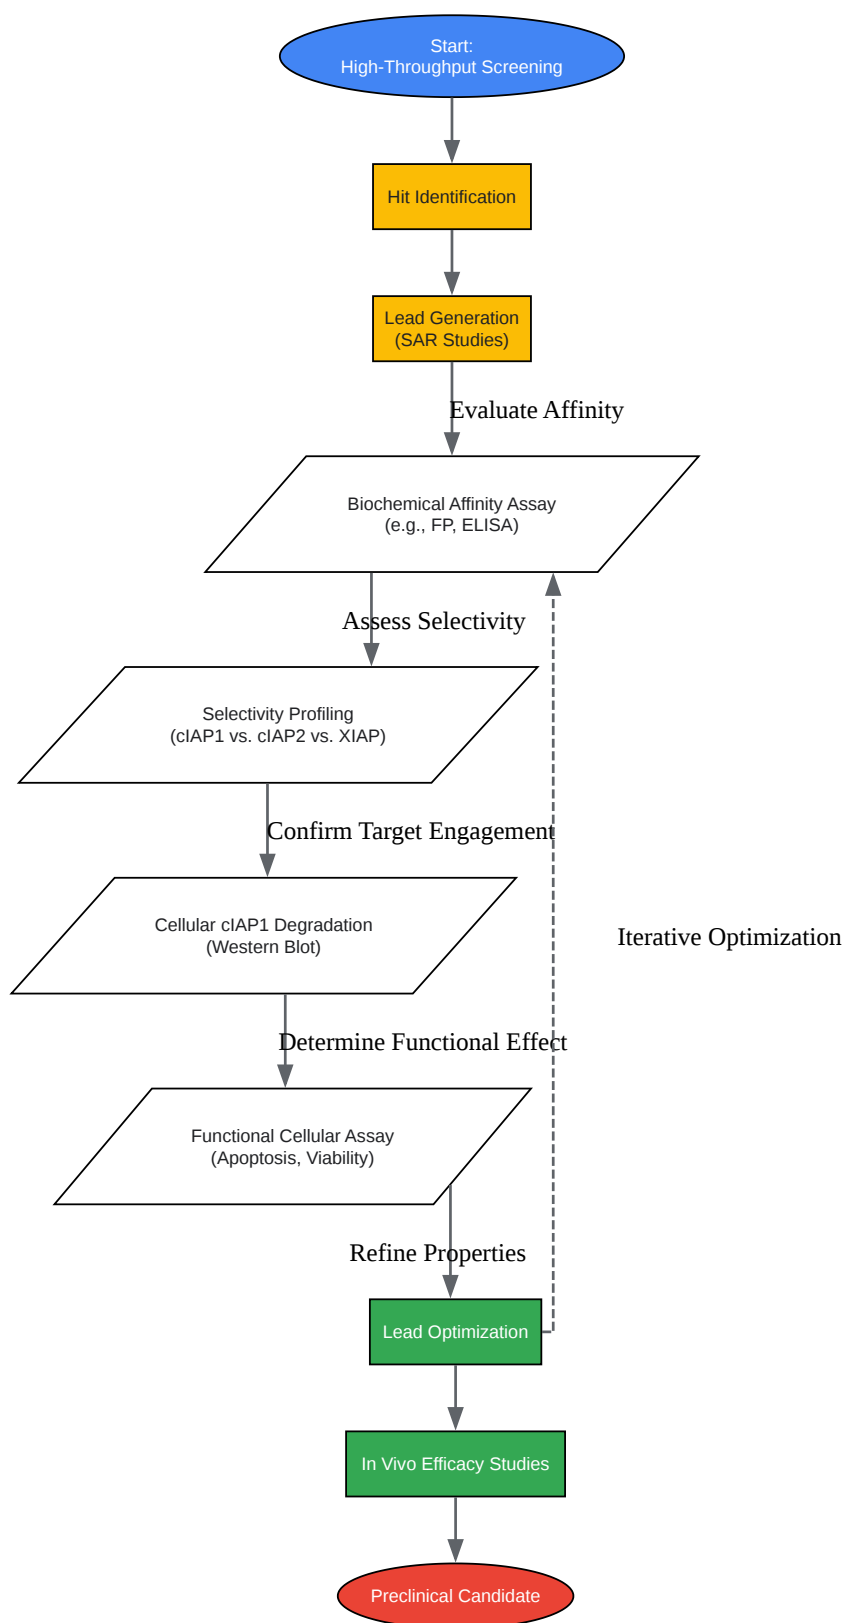 Start:
High-Throughput Screening
Hit Identification
Lead Generation
(SAR Studies)
Evaluate Affinity
Biochemical Affinity Assay
(e.g., FP, ELISA)
Assess Selectivity
Selectivity Profiling
(cIAP1 vs. cIAP2 vs. XIAP)
Confirm Target Engagement
Cellular cIAP1 Degradation
(Western Blot)
Iterative Optimization
Determine Functional Effect
Functional Cellular Assay
(Apoptosis, Viability)
Refine Properties
Lead Optimization
In Vivo Efficacy Studies
Preclinical Candidate